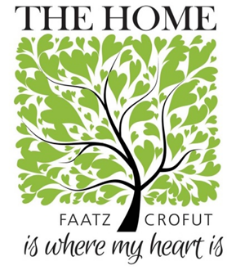 THE HOME
FAATZ CROFUT
is where my heart is